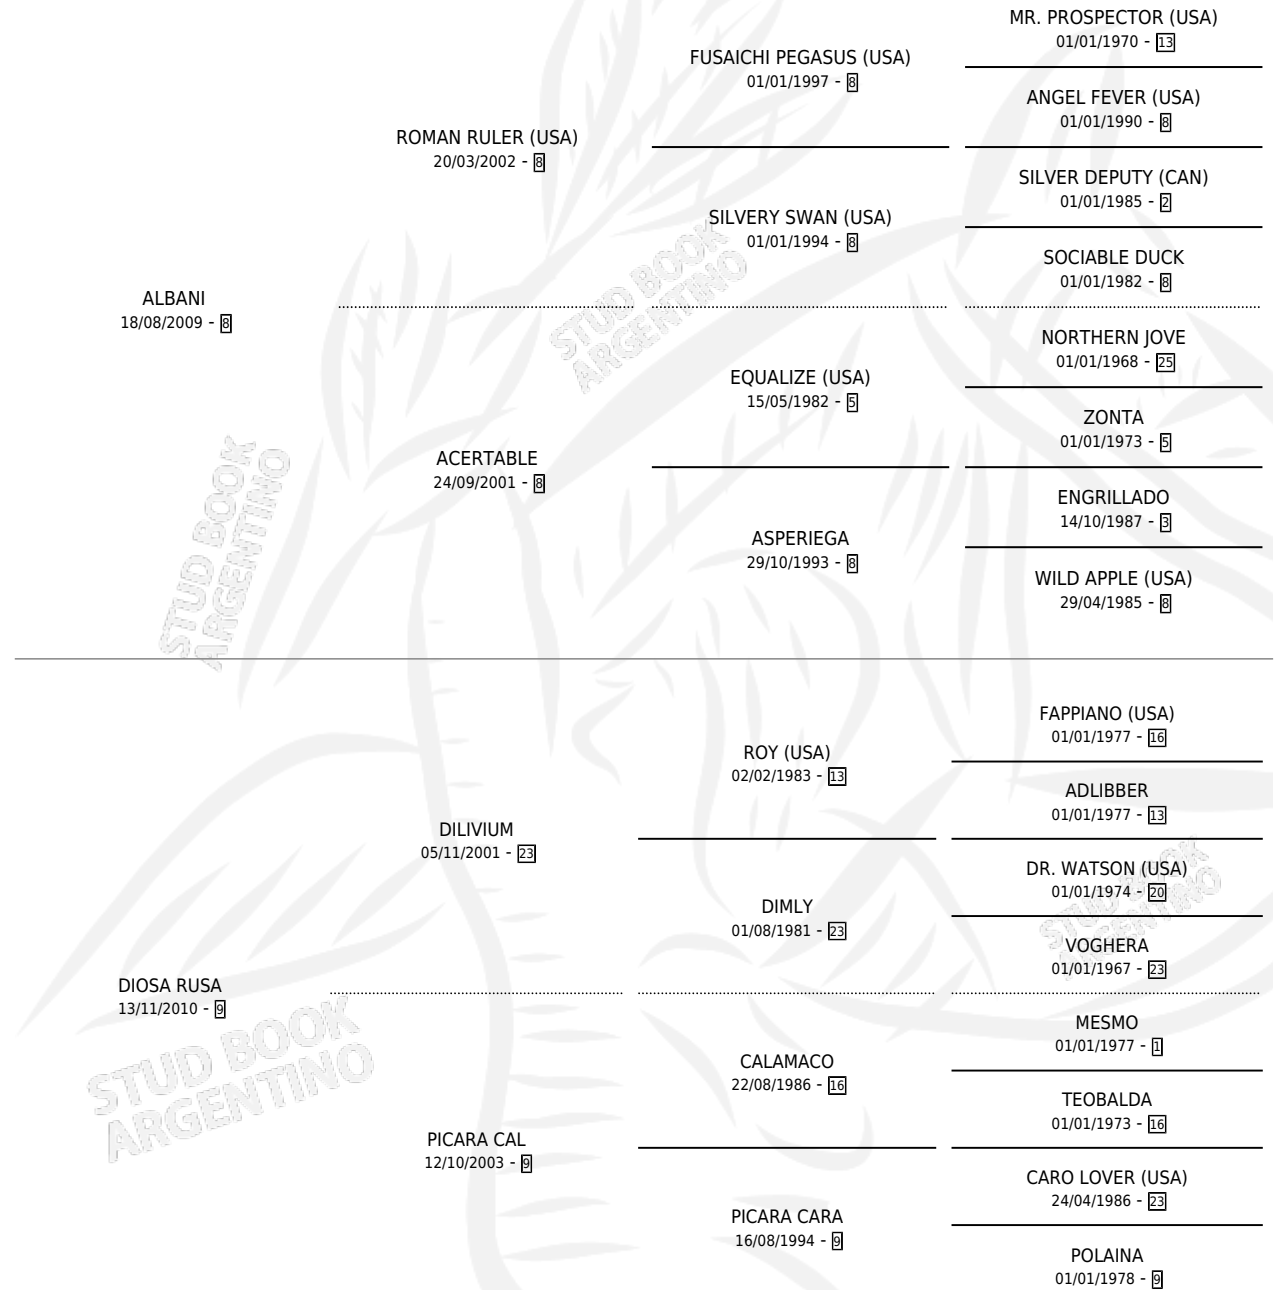 MR. PROSPECTOR (USA)
01/01/1970 - 13
FUSAICHI PEGASUS (USA)
01/01/1997 - 8
ANGEL FEVER (USA)
01/01/1990 - 8
ROMAN RULER (USA)
20/03/2002 - 8
SILVER DEPUTY (CAN)
01/01/1985 - 2
SILVERY SWAN (USA)
01/01/1994 - 8
SOCIABLE DUCK
01/01/1982 - 8
ALBANI
18/08/2009 - 8
NORTHERN JOVE
01/01/1968 - 25
EQUALIZE (USA)
15/05/1982 - 5
ZONTA
01/01/1973 - 5
ACERTABLE
24/09/2001 - 8
ENGRILLADO
14/10/1987 - 3
ASPERIEGA
29/10/1993 - 8
WILD APPLE (USA)
29/04/1985 - 8
STUD BOOK
ARGENTINO
STUD BOOK
ARGENTINO
FAPPIANO (USA)
01/01/1977 - 16
ROY (USA)
02/02/1983 - 13
ADLIBBER
01/01/1977 - 13
DILIVIUM
05/11/2001 - 23
DR. WATSON (USA)
01/01/1974 - 20
DIMLY
01/08/1981 - 23
VOGHERA
01/01/1967 - 23
DIOSA RUSA
13/11/2010 - 9
MESMO
01/01/1977 - 1
CALAMACO
22/08/1986 - 16
TEOBALDA
01/01/1973 - 16
PICARA CAL
12/10/2003 - 9
CARO LOVER (USA)
24/04/1986 - 23
PICARA CARA
16/08/1994 - 9
POLAINA
01/01/1978 - 9
STUD BOOK
ARGENTINO
STUD BOOK
ARGENTINO